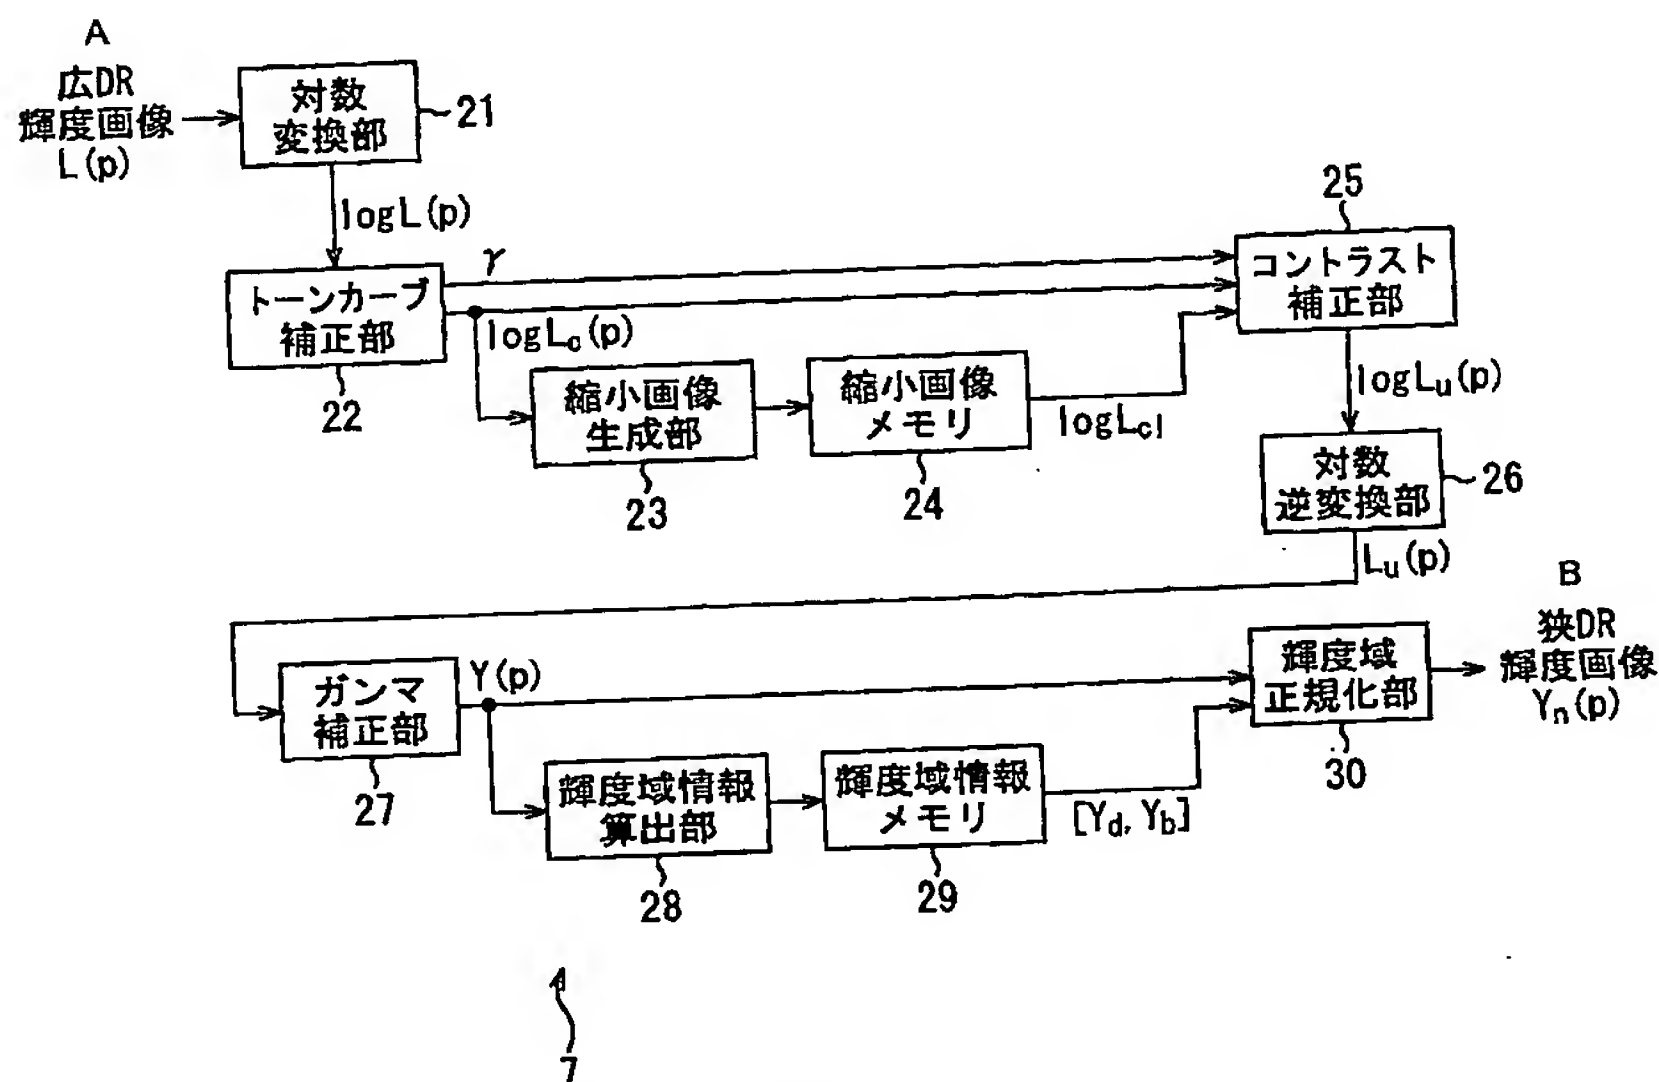 A
広DR
輝度画像
L(p)
対数
変換部
21
logL(p)
トーンカーブ
補正部
22
γ
logLc(p)
縮小画像
生成部
23
縮小画像
メモリ
24
logLcl
25
コントラスト
補正部
logLu(p)
対数
逆変換部
26
Lu(p)
ガンマ
補正部
27
Y(p)
輝度域情報
算出部
28
輝度域情報
メモリ
29
[Yd, Yb]
輝度域
正規化部
30
B
狭DR
輝度画像
Yn(p)
7